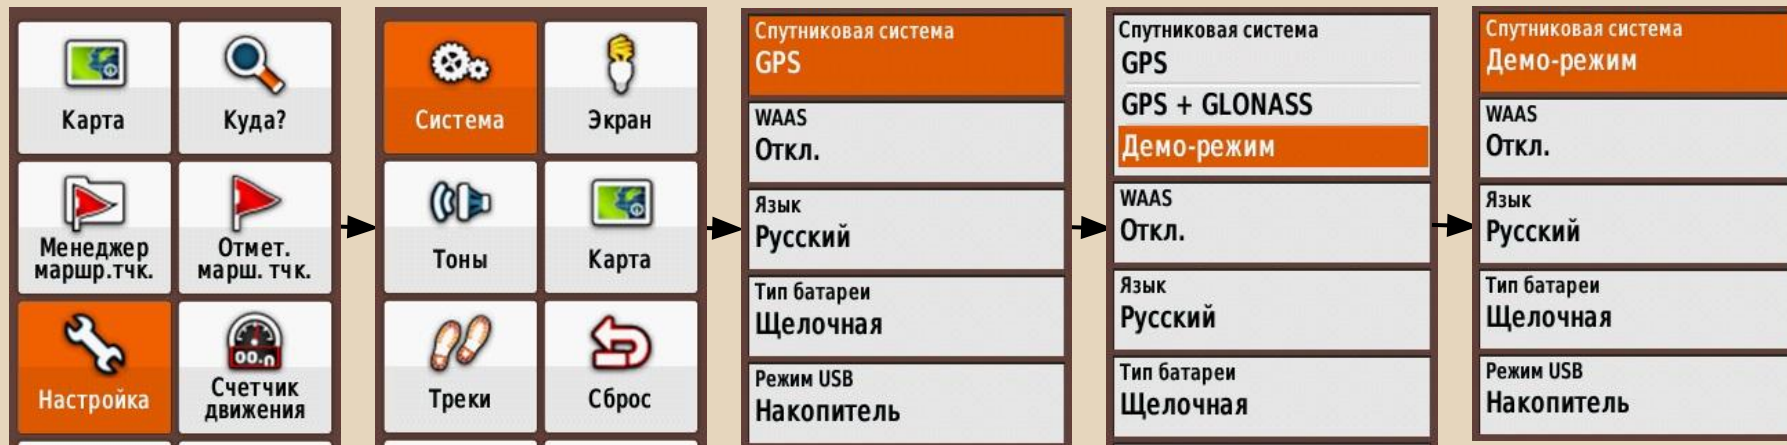 Карта
Куда?
Менеджер
маршр.тчк.
Отмет.
марш. тчк.
Настройка
00.0
Счетчик
движения
Система
Экран
Тоны
Карта
Треки
Сброс
Спутниковая система
GPS
WAAS
Откл.
Язык
Русский
Тип батареи
Щелочная
Режим USB
Накопитель
Спутниковая система
GPS
GPS + GLONASS
Демо-режим
WAAS
Откл.
Язык
Русский
Тип батареи
Щелочная
Спутниковая система
Демо-режим
WAAS
Откл.
Язык
Русский
Тип батареи
Щелочная
Режим USB
Накопитель